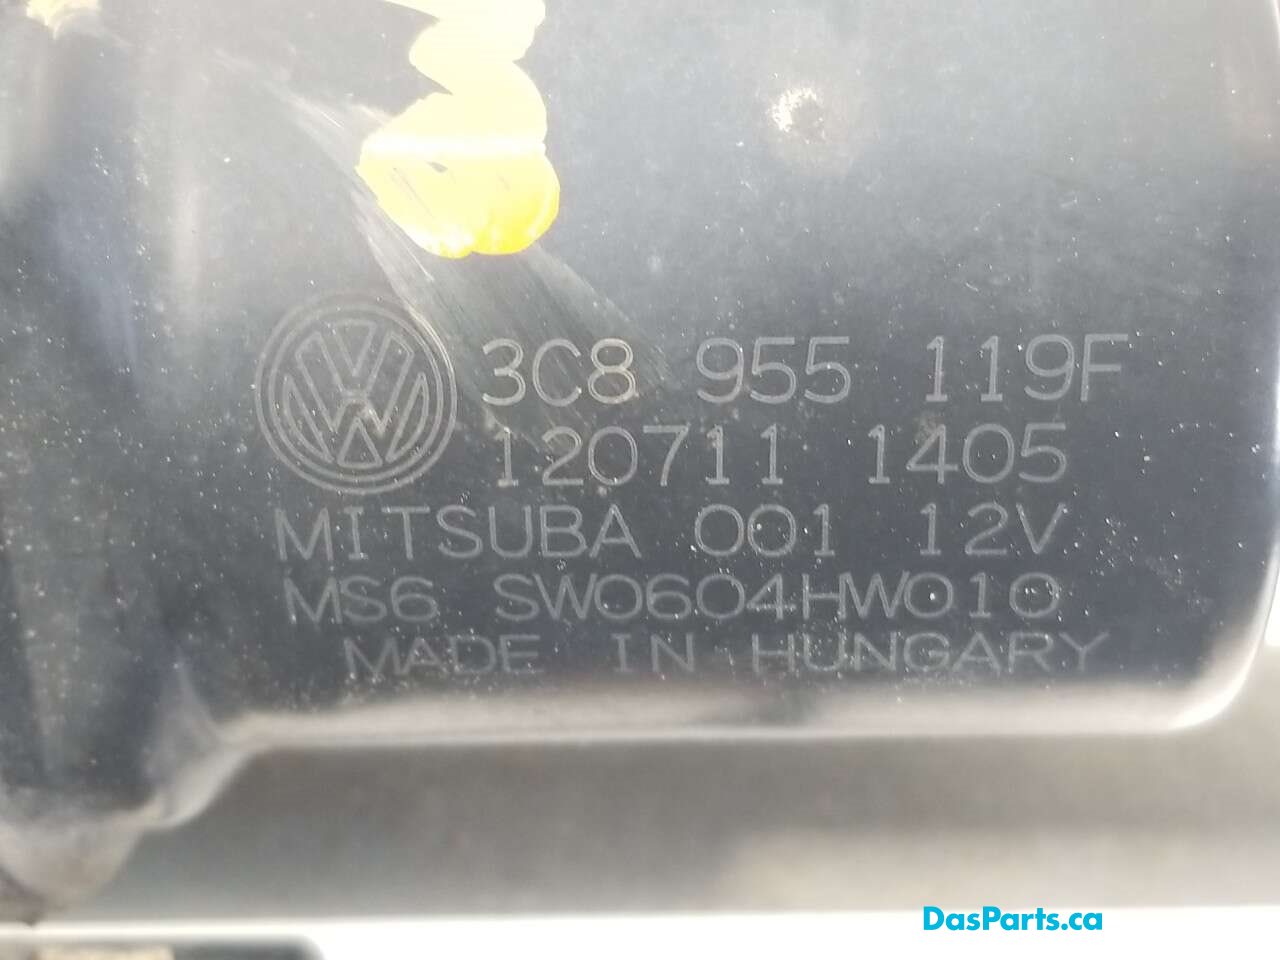 3C8 955 119F
120711 1405
MITSUBA 001 12V
MS6 SW0604HW010
MADE IN HUNGARY
DasParts.ca